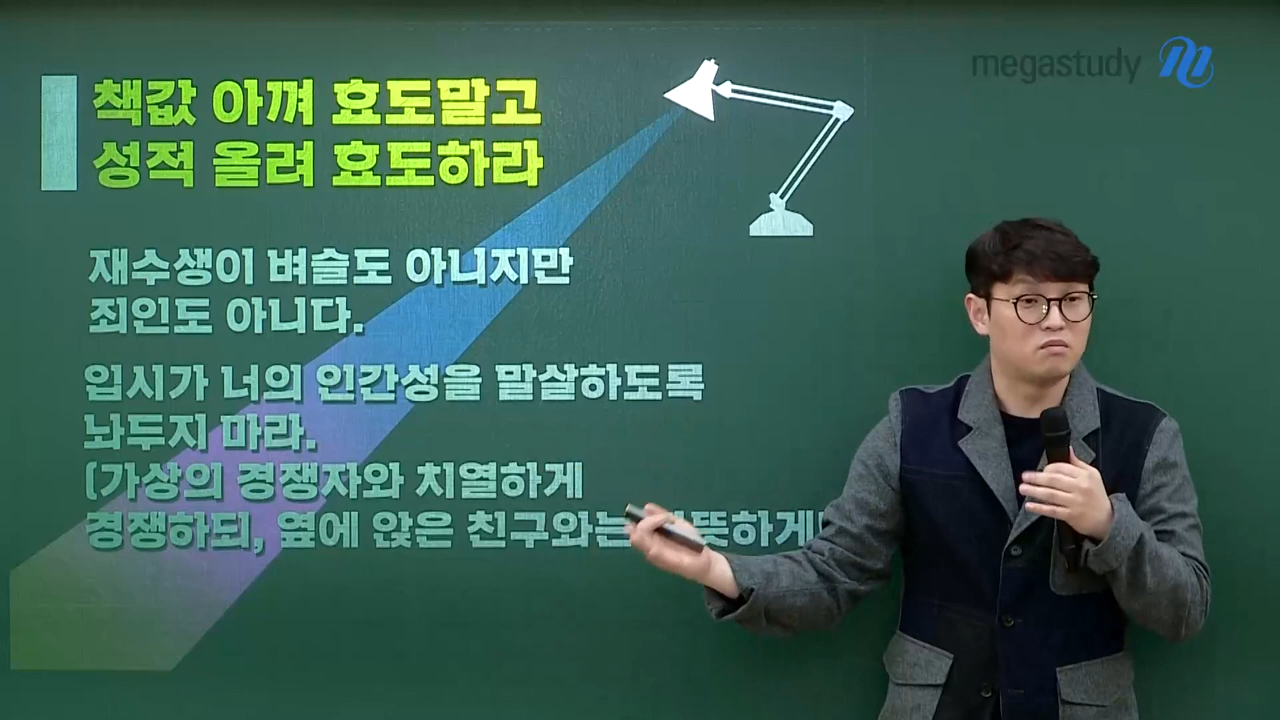 megastudy
책값 아껴 효도말고
성적 올려 효도하라
재수생이 벼슬도 아니지만
죄인도 아니다.
입시가 너의 인간성을 말살하도록
놔두지 마라.
(가상의 경쟁자와 치열하게
경쟁하되, 옆에 앉은 친구와는